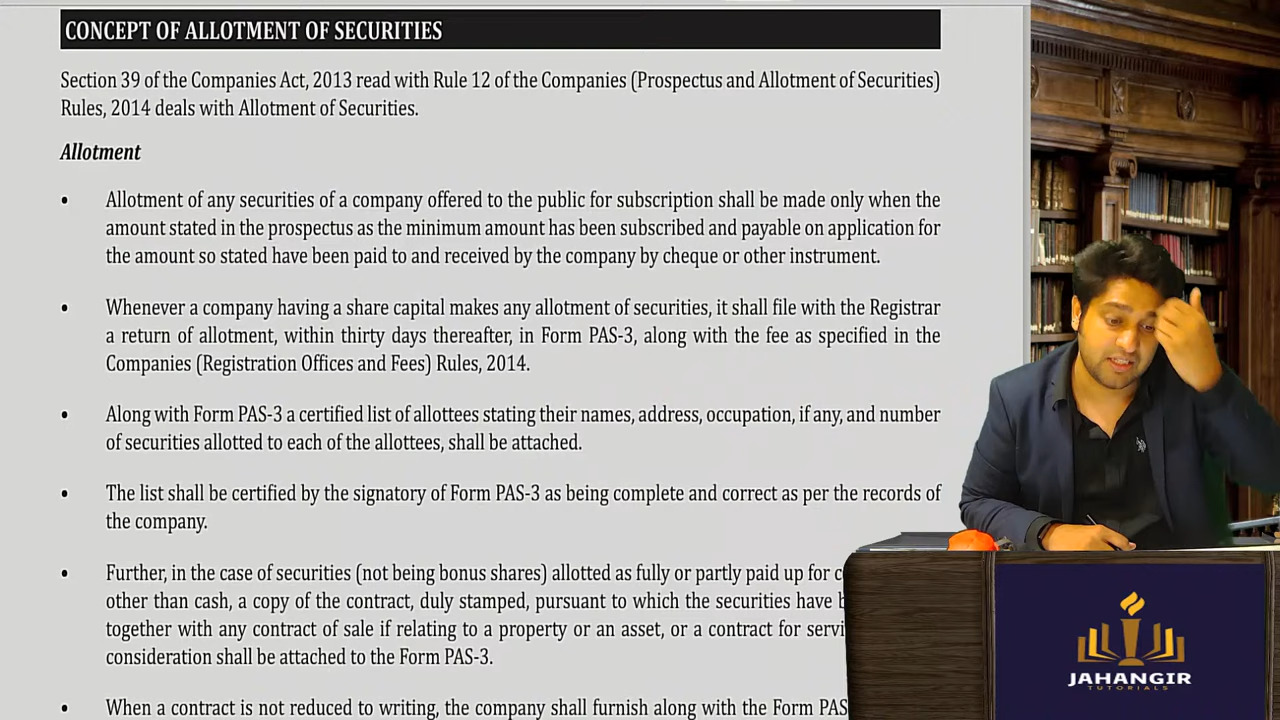 CONCEPT OF ALLOTMENT OF SECURITIES
Section 39 of the Companies Act, 2013 read with Rule 12 of the Companies (Prospectus and Allotment of Securities)
Rules, 2014 deals with Allotment of Securities.
Allotment
• Allotment of any securities of a company offered to the public for subscription shall be made only when the
amount stated in the prospectus as the minimum amount has been subscribed and payable on application for
the amount so stated have been paid to and received by the company by cheque or other instrument.
• Whenever a company having a share capital makes any allotment of securities, it shall file with the Registrar
a return of allotment, within thirty days thereafter, in Form PAS-3, along with the fee as specified in the
Companies (Registration Offices and Fees) Rules, 2014.
• Along with Form PAS-3 a certified list of allottees stating their names, address, occupation, if any, and number
of securities allotted to each of the allottees, shall be attached.
• The list shall be certified by the signatory of Form PAS-3 as being complete and correct as per the records of
the company.
• Further, in the case of securities (not being bonus shares) allotted as fully or partly paid up for
other than cash, a copy of the contract, duly stamped, pursuant to which the securities have
together with any contract of sale if relating to a property or an asset, or a contract for
consideration shall be attached to the Form PAS-3.
• When a contract is not reduced to writing, the company shall furnish along with the Form PAS
JAHANGIR
TUTORIALS